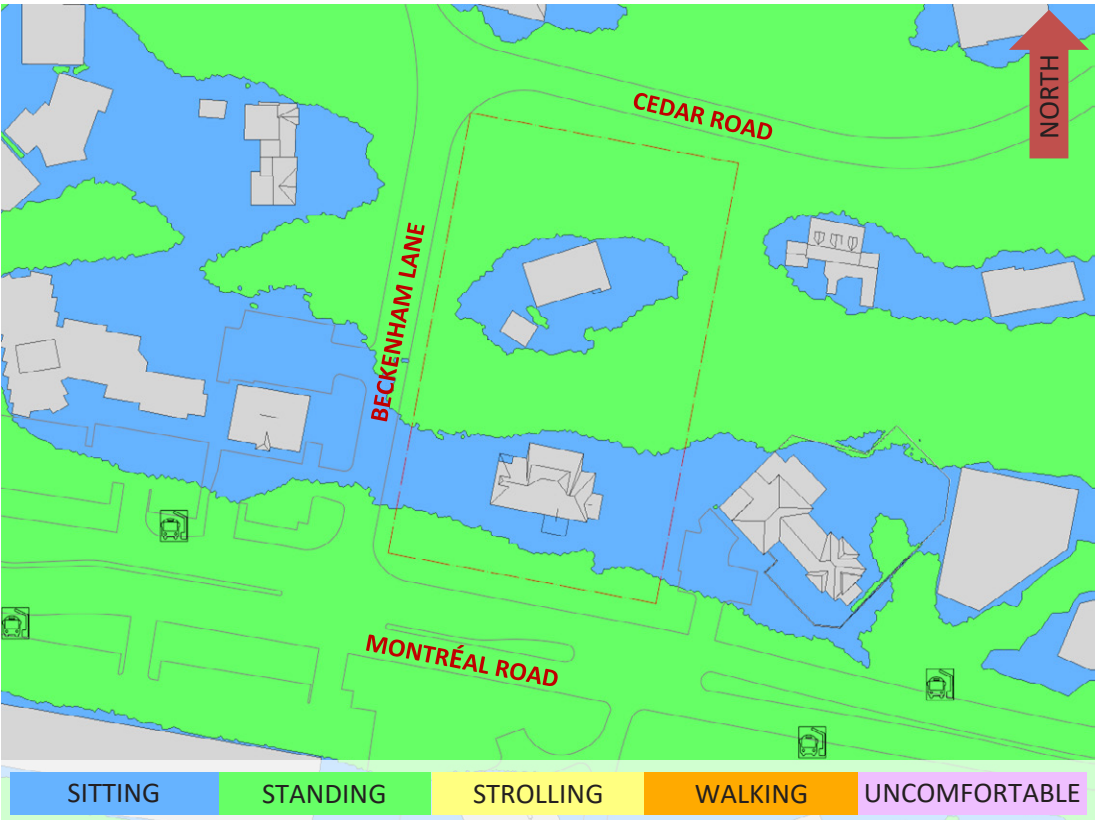 NORTH
CEDAR ROAD
BECKENHAM LANE
MONTRÉAL ROAD
SITTING
STANDING
STROLLING
WALKING
UNCOMFORTABLE